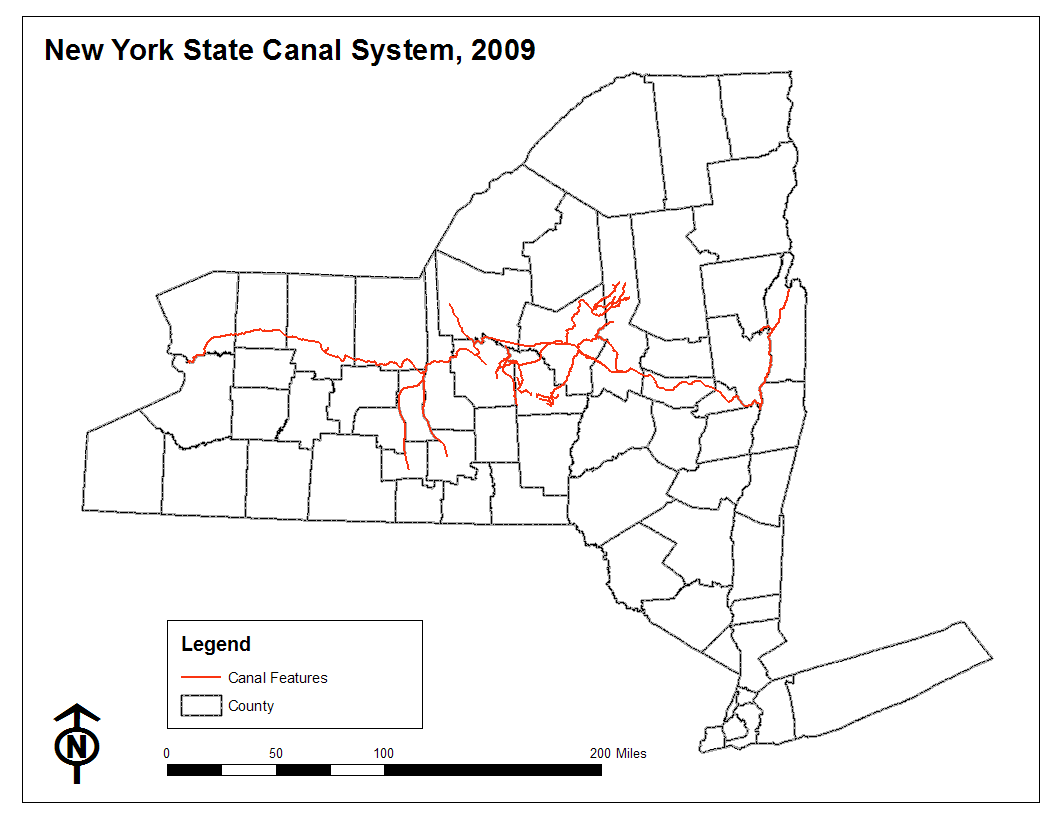 New York State Canal System, 2009
Legend
Canal Features
County
N
0 50 100 200 Miles